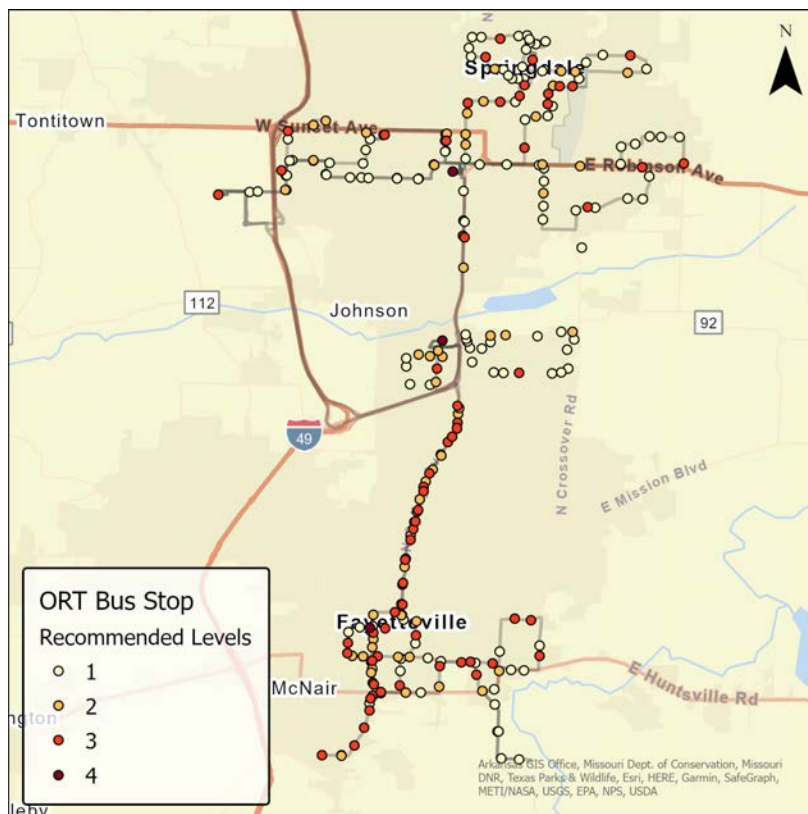 N
N
Springdale
Tontitown
W Sunset Ave
E Robinson Ave
112
Johnson
92
49
N Crossover Rd
E Mission Blvd
N
ORT Bus Stop
Recommended Levels
1
2
3
4
Fayetteville
McNair
E Huntsville Rd
Arkansas GIS Office, Missouri Dept. of Conservation, Missouri
DNR, Texas Parks & Wildlife, Esri, HERE, Garmin, SafeGraph,
METI/NASA, USGS, EPA, NPS, USDA
ngton
leby